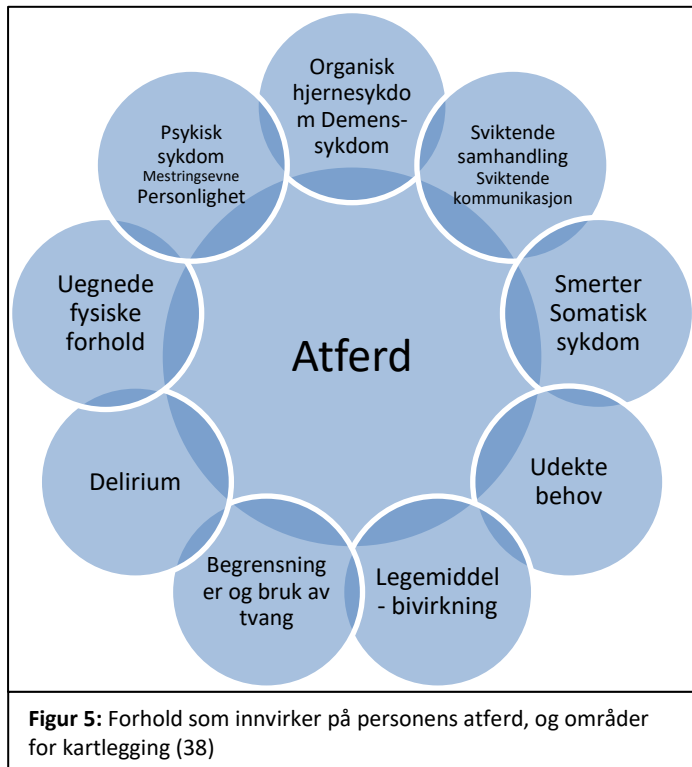 Organisk
hjernesykdo
m Demens-
sykdom
Sviktende
samhandling
Sviktende
kommunikasjon
Smerter
Somatisk
sykdom
Udekte
behov
Legemiddel
- bivirkning
Begrensning
er og bruk av
tvang
Delirium
Uegnede
fysiske
forhold
Psykisk
sykdom
Mestringsevne
Personlighet
Atferd
Figur 5: Forhold som innvirker på personens atferd, og områder
for kartlegging (38)